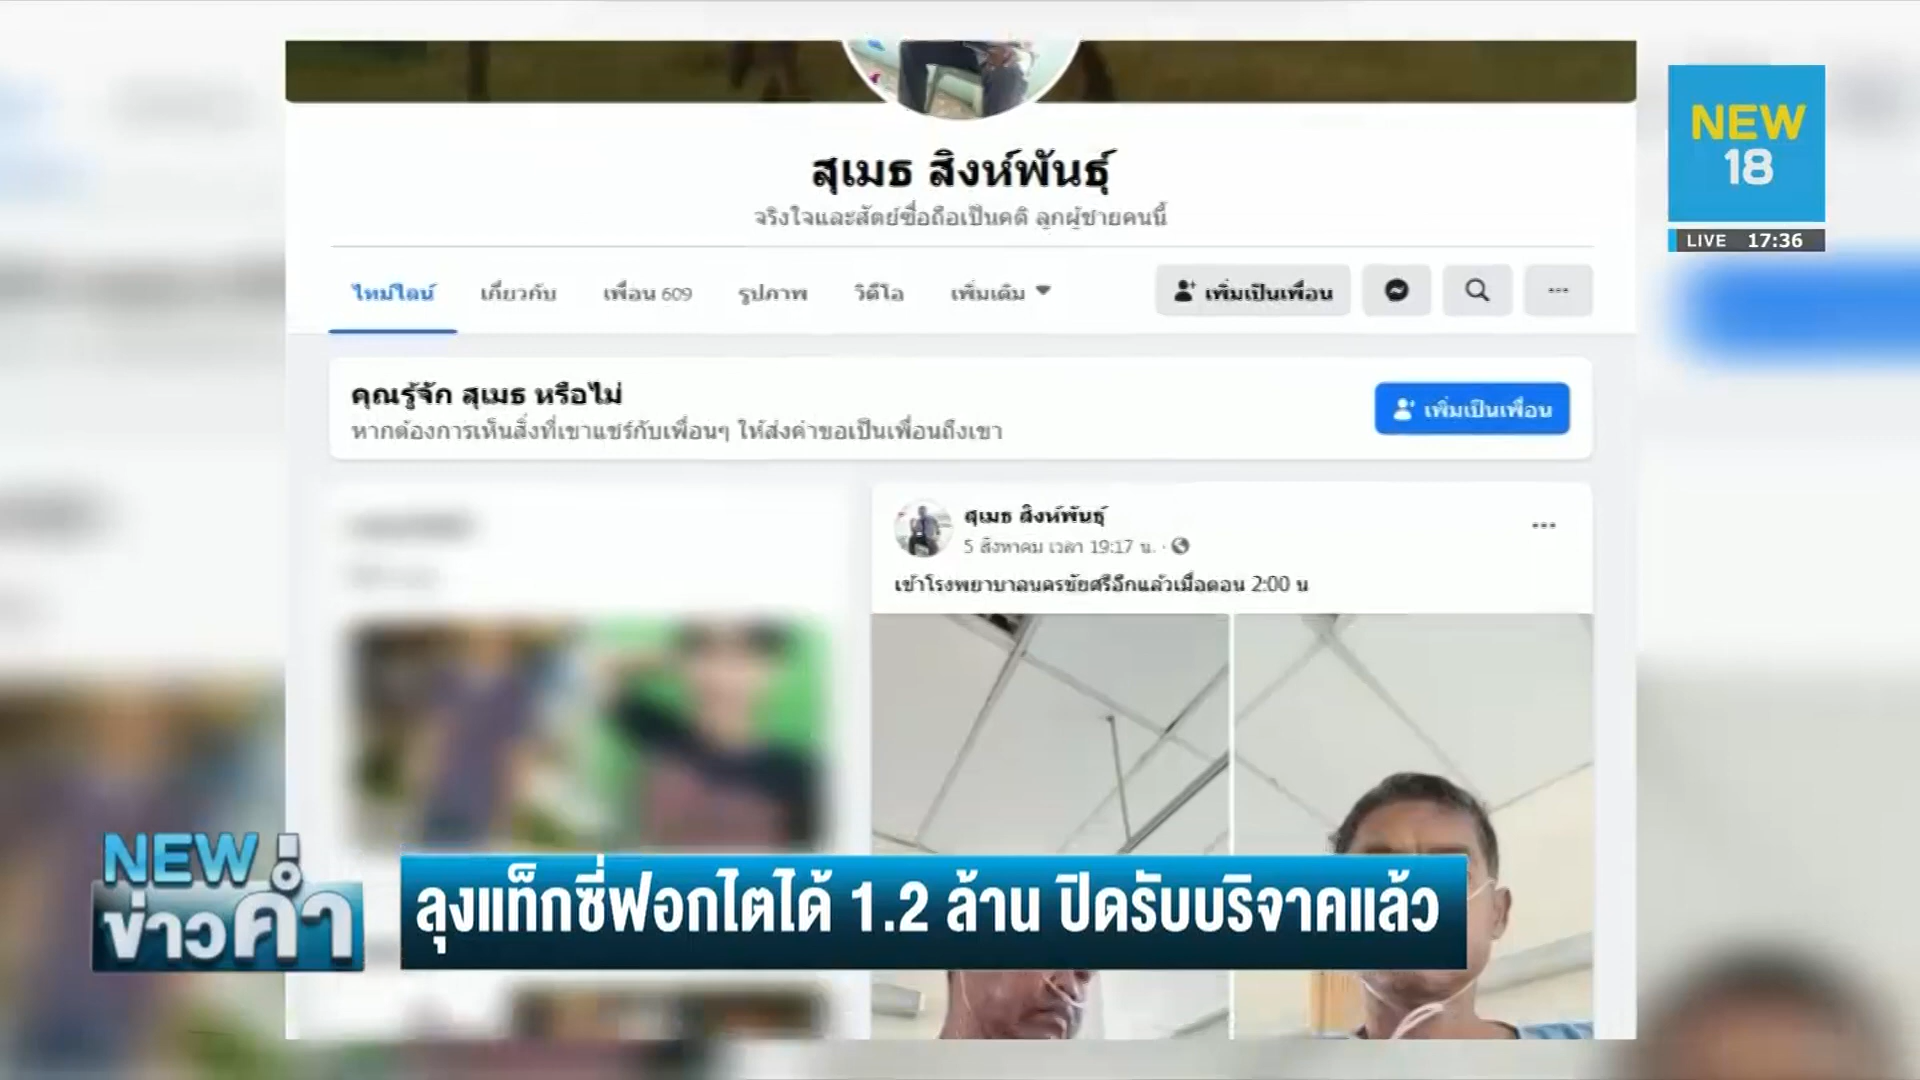 สุเมธ สิงห์พันธุ์
จริงใจและสัตย์ซื่อถือเป็นคติ ลูกผู้ชายคนนี้
NEW
18
LIVE 17:36
ไทม์ไลน์ เกี่ยวกับ เพื่อน 609 รูปภาพ วิดีโอ เพิ่มเติม เพิ่มเป็นเพื่อน
คุณรู้จัก สุเมธ หรือไม่
หากต้องการเห็นสิ่งที่เขาแชร์กับเพื่อนๆ ให้ส่งคำขอเป็นเพื่อนถึงเขา
เพิ่มเป็นเพื่อน
สุเมธ สิงห์พันธุ์
5 สิงหาคม เวลา 19:17 น. ·
เข้าโรงพยาบาลนครชัยศรีอีกแล้วเมื่อตอน 2:00 น
NEW
ข่าวค่ำ
ลุงแท็กซี่ฟอกไตได้ 1.2 ล้าน ปิดรับบริจาคแล้ว